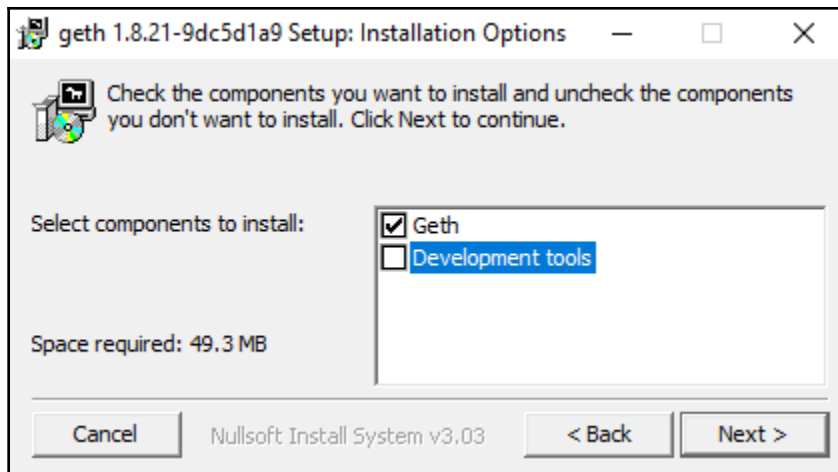 geth 1.8.21-9dc5d1a9 Setup: Installation Options
Check the components you want to install and uncheck the components
you don't want to install. Click Next to continue.
Select components to install:
Geth
Development tools
Space required: 49.3 MB
Cancel
Nullsoft Install System v3.03
< Back
Next >